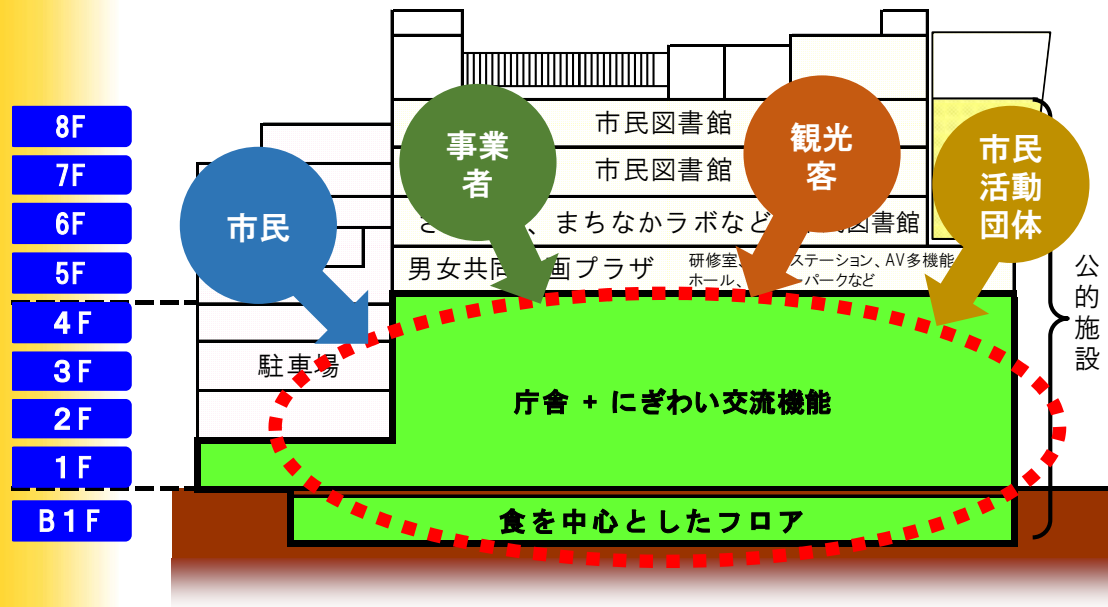 8F
市民図書館
7F
市民図書館
6F
、まちなかラボなど
図書館
5F
男女共同
画プラザ
研修室、
ステーション、AV多機能
ホール、
パークなど
4F
3F
駐車場
2F
1F
B1F
庁舎 + にぎわい交流機能
食を中心としたフロア
市民
事業
者
観光
客
市民
活動
団体
公的施設